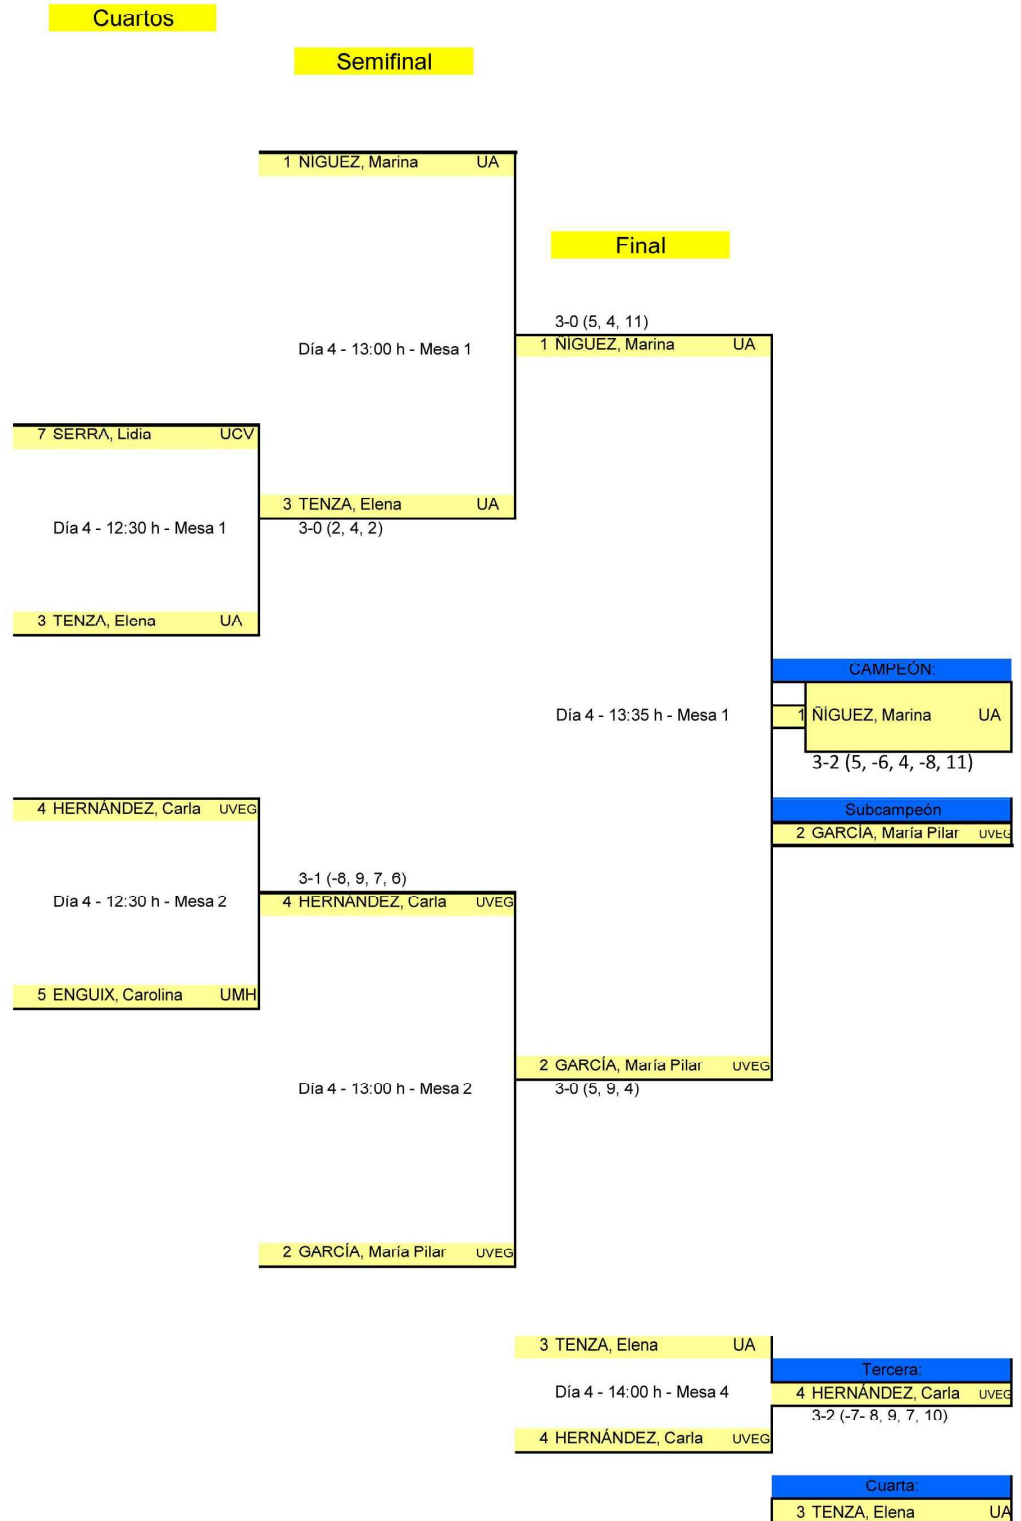 Cuartos
Semifinal
1 ÑIGUEZ, Marina UA
Final
3-0 (5, 4, 11)
Día 4 - 13:00 h - Mesa 1
1 ÑIGUEZ, Marina UA
7 SERRA, Lidia UCV
3 TENZA, Elena UA
Día 4 - 12:30 h - Mesa 1
3-0 (2, 4, 2)
3 TENZA, Elena UA
CAMPEÓN:
Día 4 - 13:35 h - Mesa 1
1 ÑIGUEZ, Marina UA
3-2 (5, -6, 4, -8, 11)
4 HERNÁNDEZ, Carla UVEG
Subcampeón
2 GARCÍA, María Pilar UVEG
3-1 (-8, 9, 7, 6)
Día 4 - 12:30 h - Mesa 2
4 HERNÁNDEZ, Carla UVEG
5 ENGUIX, Carolina UMH
2 GARCÍA, María Pilar UVEG
Día 4 - 13:00 h - Mesa 2
3-0 (5, 9, 4)
2 GARCÍA, María Pilar UVEG
3 TENZA, Elena UA
Tercera:
Día 4 - 14:00 h - Mesa 4
4 HERNÁNDEZ, Carla UVEG
3-2 (-7- 8, 9, 7, 10)
4 HERNÁNDEZ, Carla UVEG
Cuarta:
3 TENZA, Elena UA